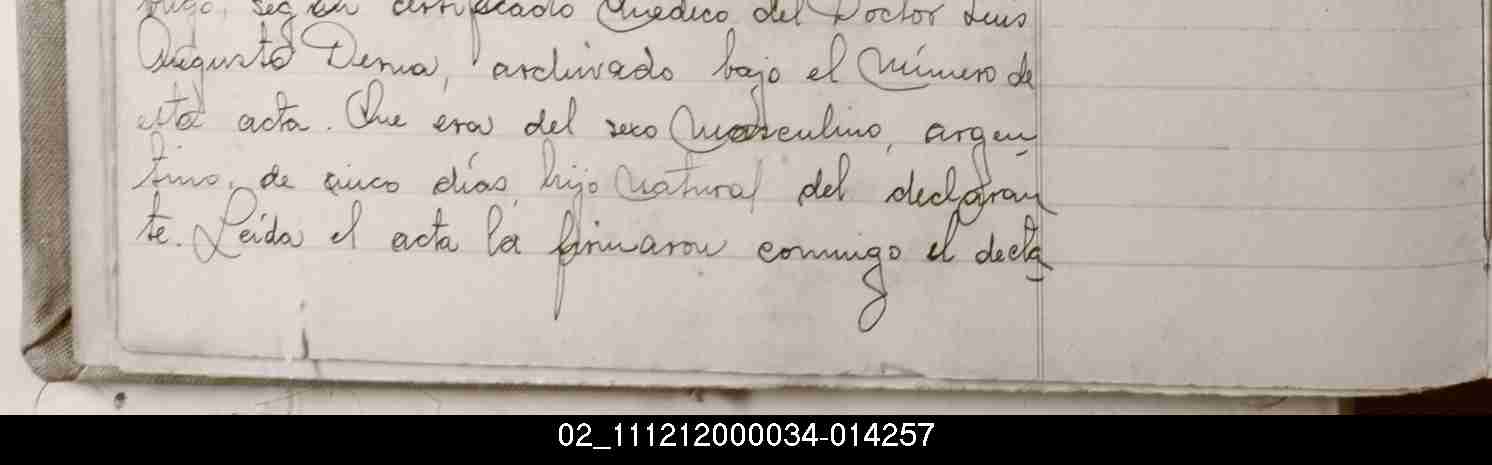 según certificado médico del Doctor Luis
Augusto Derna, archivado bajo el número de
esta acta. Que era del sexo masculino, argen
tino, de cinco días, hijo natural del declaran
te. Leída el acta la firmaron conmigo el decla
02_111212000034-014257